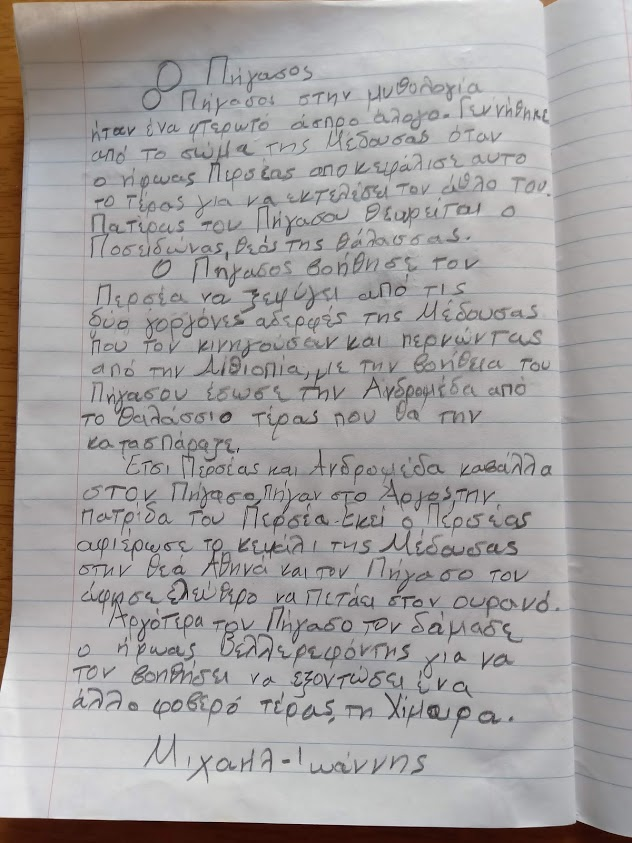 Ο Πήγασος
Ο Πήγασος στην μυθολογία
ήταν ένα φτερωτό άσπρο άλογο. Γεννήθηκε
από το σώμα της Μέδουσας όταν
ο ήρωας Περσέας αποκεφάλισε αυτο
το τέρας για να εκτελέσει τον άθλο του.
Πατέρας του Πήγασου θεωρείται ο
Ποσειδώνας, θεός της θάλασσας.
Ο Πήγασος βοήθησε τον
Περσέα να ξεφύγει από τις
δύο γοργόνες αδερφές της Μέδουσας
που τον κινηγούσαν και περνώντας
από την Αιθιοπία, με την βοήθεια του
Πήγασου έσωσε την Ανδρομέδα από
το θαλάσσιο τέρας που θα την
κατασπάραζε.
Ετσι Περσέας και Ανδρομέδα καβάλλα
στον Πήγασο, πήγαν στο Άργος την
πατρίδα του Περσέα. Εκεί ο Περσέας
αφιέρωσε το κεφάλι της Μέδουσας
στην θεά Αθηνά και τον Πήγασο τον
άφησε ελεύθερο να πετάει στον ουρανό.
Αργότερα τον Πήγασο τον δάμασε
ο ήρωας Βελλερεφόντης για να
τον βοηθήσει να εξοντώσει ένα
άλλο φοβερό τέρας, τη Χίμαιρα.
Μιχαήλ-Ιωάννης